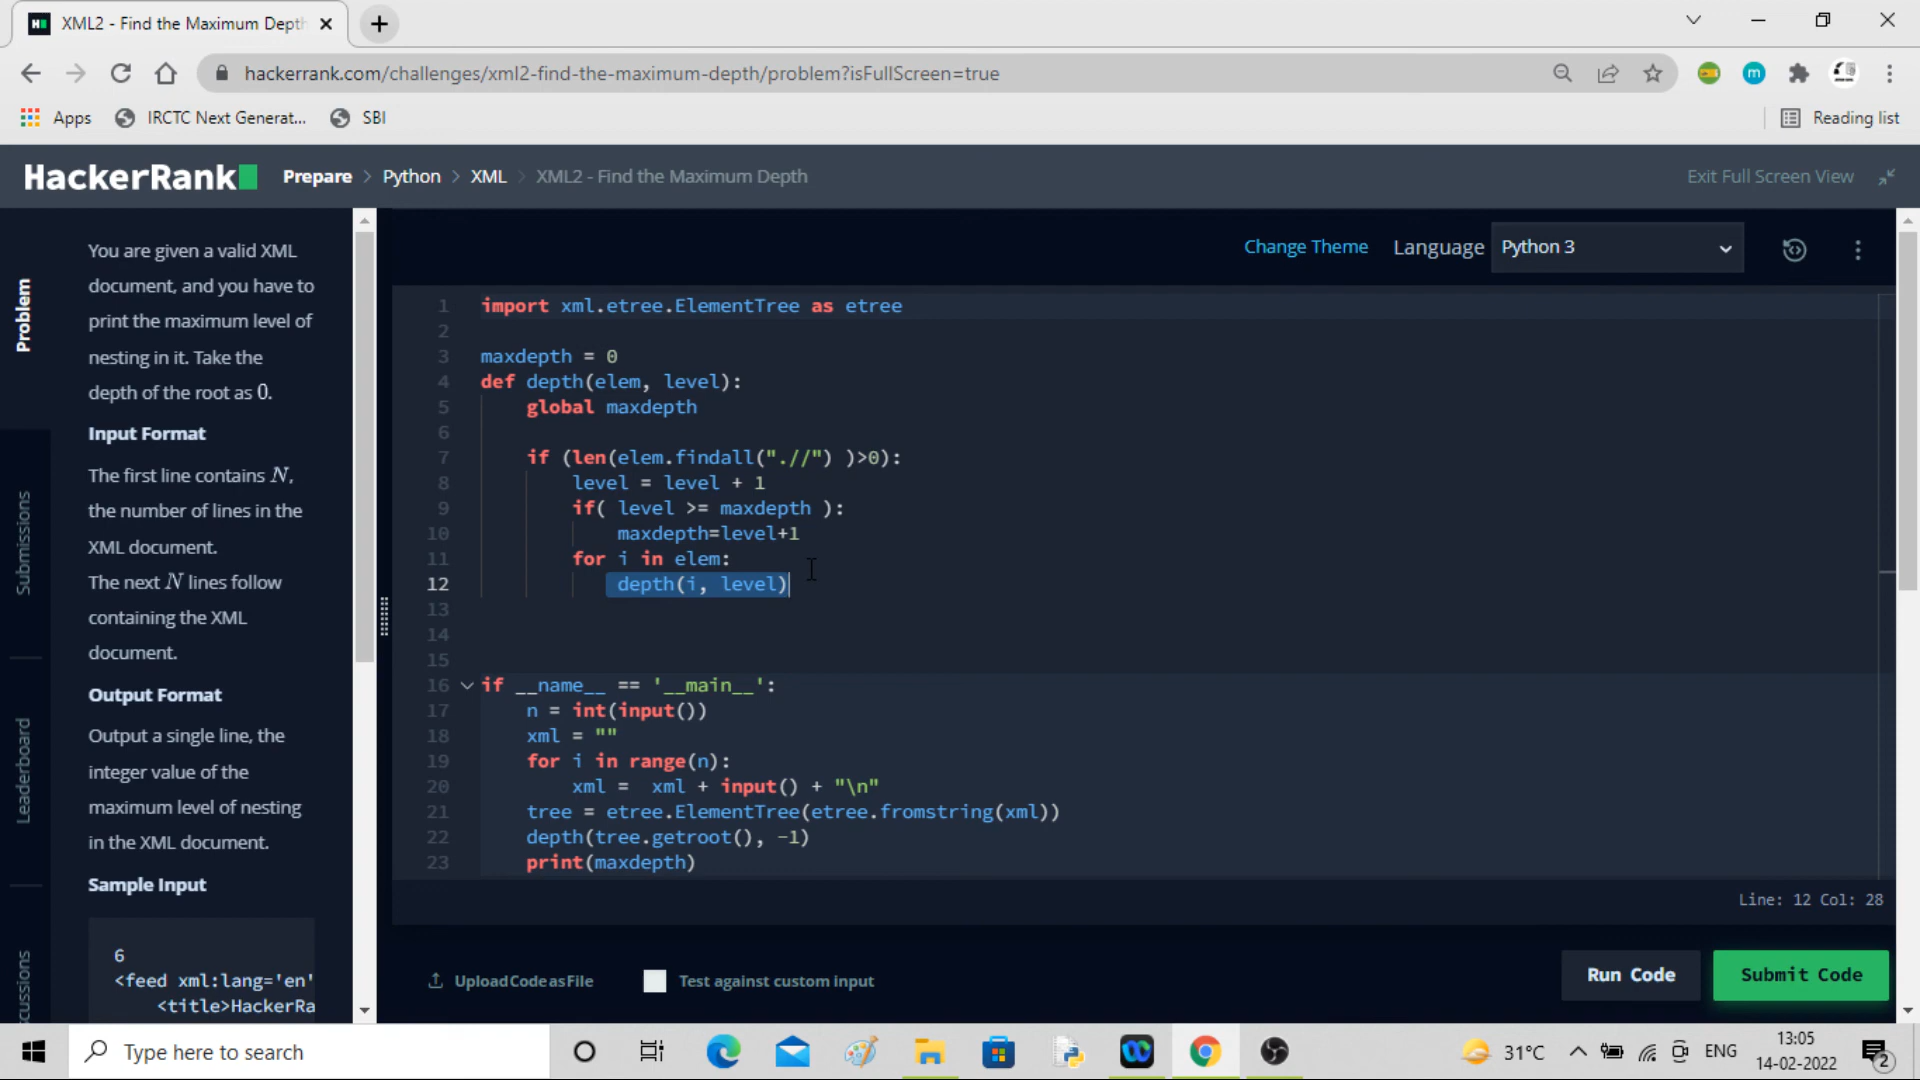 XML2 - Find the Maximum Depth
hackerrank.com/challenges/xml2-find-the-maximum-depth/problem?isFullScreen=true
m
Apps
IRCTC Next Generat...
SBI
Reading list
HackerRank
Prepare > Python > XML > XML2 - Find the Maximum Depth
Exit Full Screen View
Problem
Submissions
Leaderboard
You are given a valid XML
document, and you have to
print the maximum level of
nesting in it. Take the
depth of the root as 0.
Input Format
The first line contains N,
the number of lines in the
XML document.
The next N lines follow
containing the XML
document.
Output Format
Output a single line, the
integer value of the
maximum level of nesting
in the XML document.
Sample Input
6
<feed xml:lang='en'
<title>HackerRa
Change Theme
Language
Python 3
1 import xml.etree.ElementTree as etree
2
3 maxdepth = 0
4 def depth(elem, level):
5 global maxdepth
6
7 if (len(elem.findall(".//") )>0):
8 level = level + 1
9 if( level >= maxdepth ):
10 maxdepth=level+1
11 for i in elem:
12 depth(i, level)
13
14
15
16 if __name__ == '__main__':
17 n = int(input())
18 xml = ""
19 for i in range(n):
20 xml =  xml + input() + "\n"
21 tree = etree.ElementTree(etree.fromstring(xml))
22 depth(tree.getroot(), -1)
23 print(maxdepth)
Line: 12 Col: 28
Upload Code as File
Test against custom input
Run Code
Submit Code
Type here to search
31°C
ENG
13:05
14-02-2022
2